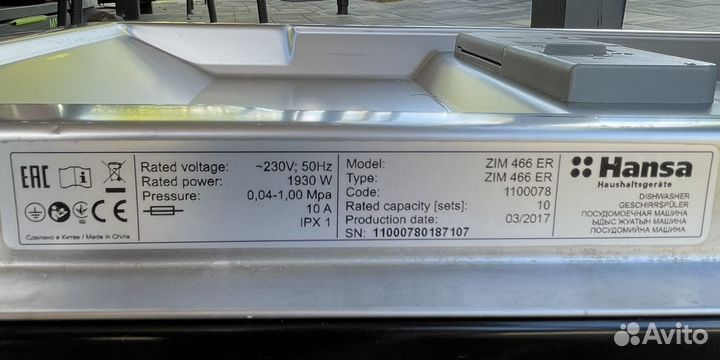 EAC
CE
Сделано в Китае / Made in China
Rated voltage: ~230V; 50Hz
Rated power: 1930 W
Pressure: 0,04-1,00 Mpa
10 A
IPX 1
Model: ZIM 466 ER
Type: ZIM 466 ER
Code: 1100078
Rated capacity [sets]: 10
Production date: 03/2017
SN: 11000780187107
Hansa
Haushaltsgeräte
DISHWASHER
GESCHIRRSPÜLER
ПОСУДОМОЕЧНАЯ МАШИНА
ЫДЫС ЖУАТЫН МАШИНА
ПОСУДОМИЙНА МАШИНА
Avito